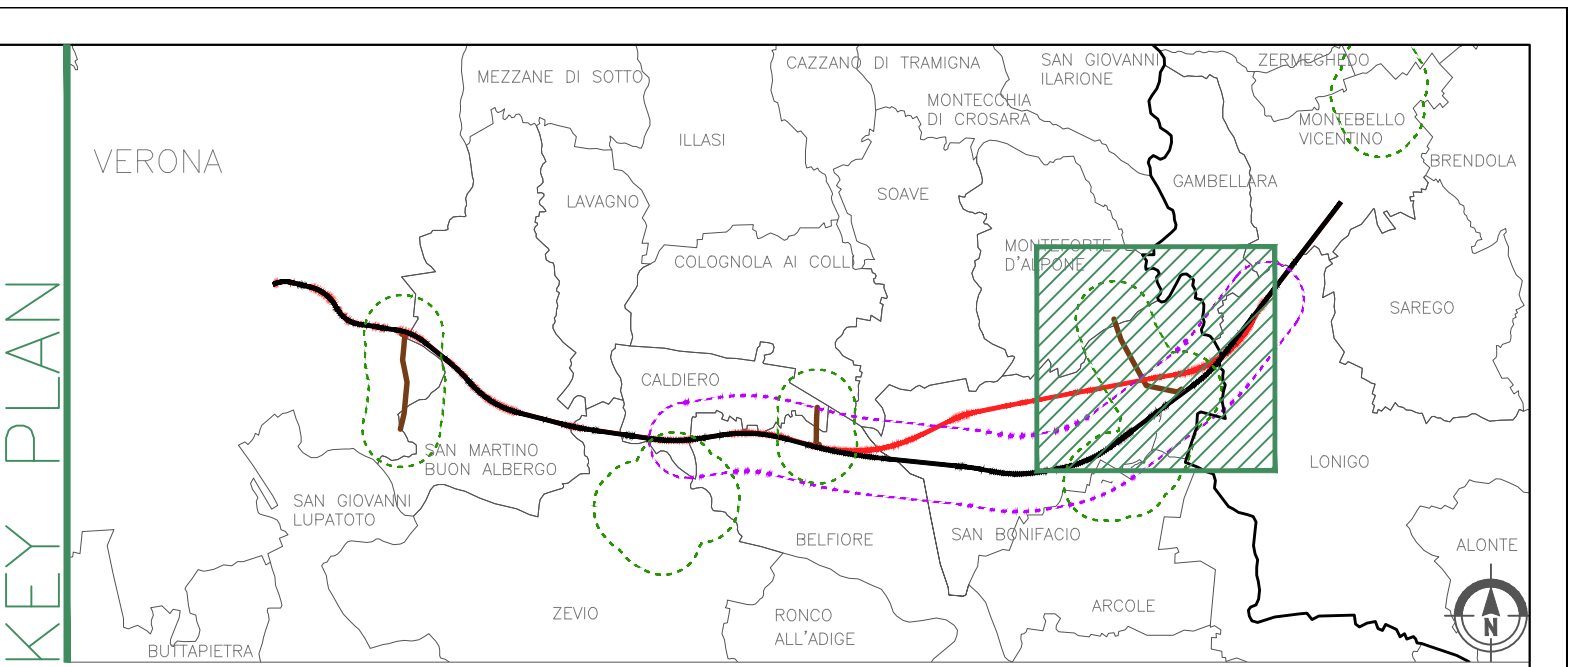 KEY PLAN
MEZZANE DI SOTTO
CAZZANO DI TRAMIGNA
SAN GIOVANNI
ILARIONE
ZERMEGHEDO
MONTECCHIA
DI CROSARA
MONTEBELLO
VICENTINO
ILLASI
VERONA
BRENDOLA
GAMBELLARA
LAVAGNO
SOAVE
MONTEFORTE
D'ALPONE
COLOGNOLA AI COLLI
SAREGO
CALDIERO
SAN MARTINO
BUON ALBERGO
LONIGO
SAN GIOVANNI
LUPATOTO
BELFIORE
SAN BONIFACIO
ALONTE
ZEVIO
RONCO
ALL'ADIGE
ARCOLE
N
BUTTAPIETRA